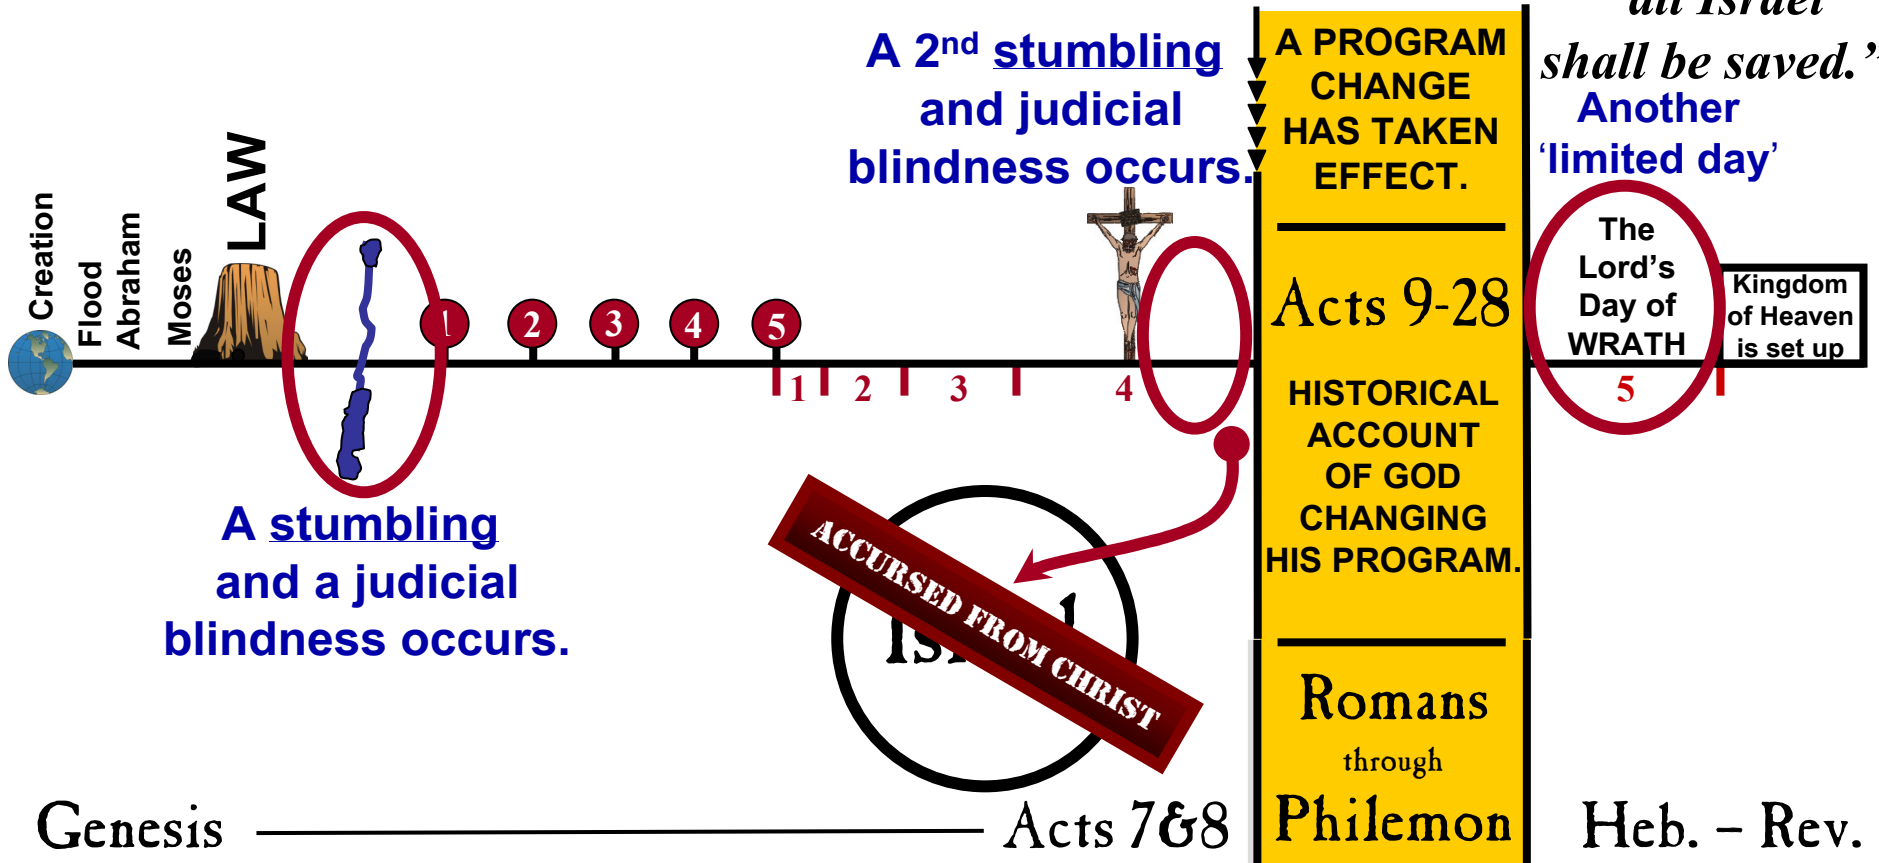 all Israel
shall be saved.”
Another
‘limited day’
A 2nd stumbling
and judicial
blindness occurs.
A PROGRAM
CHANGE
HAS TAKEN
EFFECT.
Creation
Flood
Abraham
Moses
LAW
1
2
3
4
5
1
2
3
4
Acts 9-28
The
Lord’s
Day of
WRATH
5
Kingdom
of Heaven
is set up
HISTORICAL
ACCOUNT
OF GOD
CHANGING
HIS PROGRAM.
A stumbling
and a judicial
blindness occurs.
ACCURSED FROM CHRIST
Romans
through
Philemon
Genesis
Acts 7&8
Heb. – Rev.